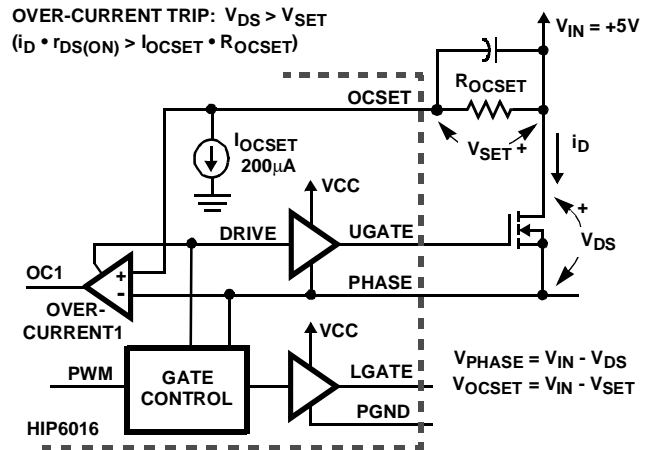 OVER-CURRENT TRIP: VDS > VSET
(iD • rDS(ON) > IOCSET • ROCSET)
VIN = +5V
OCSET
ROCSET
VSET +
iD
IOCSET
200μA
VCC
DRIVE
UGATE
+
VDS
OC1
+
-
PHASE
OVER-
CURRENT1
VCC
PWM
GATE
CONTROL
LGATE
PGND
VPHASE = VIN - VDS
VOCSET = VIN - VSET
HIP6016